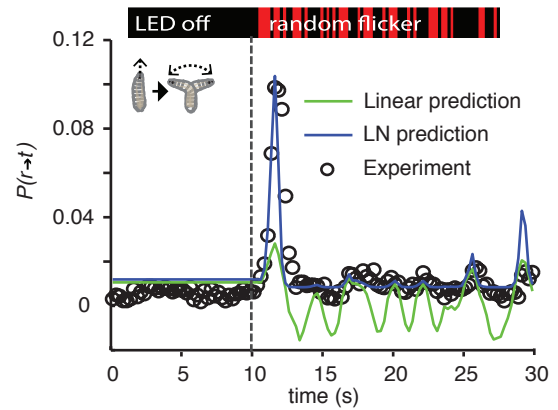 LED off random flicker
0.12
0.08
0.04
0
P(r→t)
Linear prediction
LN prediction
Experiment
0 5 10 15 20 25 30
time (s)